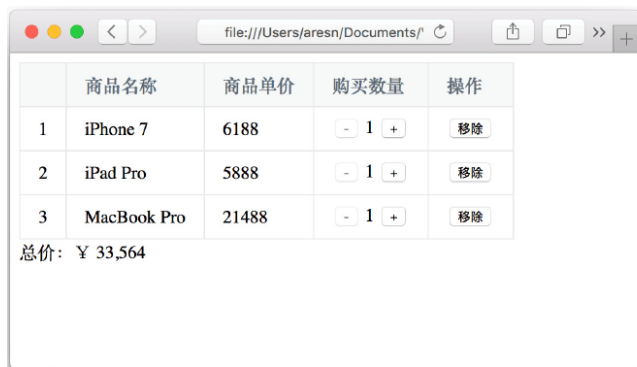 file:///Users/aresn/Documents/'
商品名称 商品单价 购买数量 操作
1 iPhone 7 6188 - 1 + 移除
2 iPad Pro 5888 - 1 + 移除
3 MacBook Pro 21488 - 1 + 移除
总价：￥ 33,564